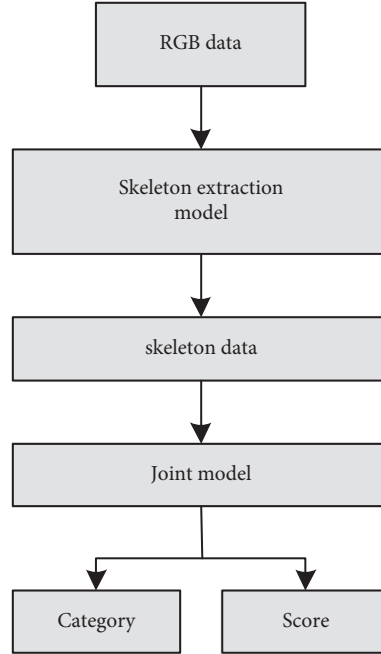 RGB data
Skeleton extraction
model
skeleton data
Joint model
Category
Score